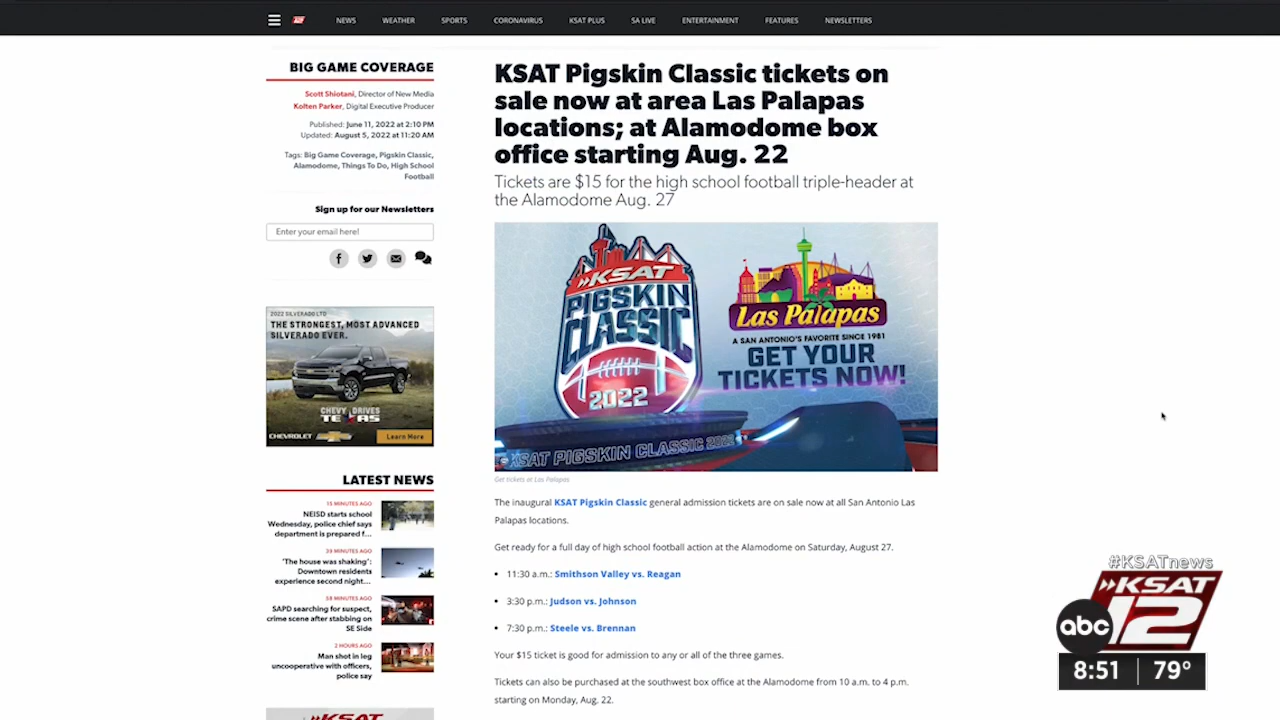 NEWS WEATHER SPORTS CORONAVIRUS KSAT PLUS SA LIVE ENTERTAINMENT FEATURES NEWSLETTERS
BIG GAME COVERAGE
Scott Shiotani, Director of New Media
Kolten Parker, Digital Executive Producer
Published: June 11, 2022 at 2:10 PM
Updated: August 5, 2022 at 11:20 AM
Tags: Big Game Coverage, Pigskin Classic,
Alamodome, Things To Do, High School
Football
Sign up for our Newsletters
Enter your email here!
2022 SILVERADO LTD
THE STRONGEST, MOST ADVANCED
SILVERADO EVER.
CHEVY DRIVES
TEXAS
CHEVROLET
Learn More
LATEST NEWS
15 MINUTES AGO
NEISD starts school
Wednesday, police chief says
department is prepared f...
39 MINUTES AGO
'The house was shaking':
Downtown residents
experience second night...
58 MINUTES AGO
SAPD searching for suspect,
crime scene after stabbing on
SE Side
2 HOURS AGO
Man shot in leg
uncooperative with officers,
police say
KSAT
KSAT Pigskin Classic tickets on
sale now at area Las Palapas
locations; at Alamodome box
office starting Aug. 22
Tickets are $15 for the high school football triple-header at
the Alamodome Aug. 27
KSAT
PIGSKIN
CLASSIC
2022
Las Palapas
A SAN ANTONIO'S FAVORITE SINCE 1981
GET YOUR
TICKETS NOW!
KSAT PIGSKIN CLASSIC 2022
Get tickets at Las Palapas
The inaugural KSAT Pigskin Classic general admission tickets are on sale now at all San Antonio Las
Palapas locations.
Get ready for a full day of high school football action at the Alamodome on Saturday, August 27.
• 11:30 a.m.: Smithson Valley vs. Reagan
• 3:30 p.m.: Judson vs. Johnson
• 7:30 p.m.: Steele vs. Brennan
Your $15 ticket is good for admission to any or all of the three games.
Tickets can also be purchased at the southwest box office at the Alamodome from 10 a.m. to 4 p.m.
starting on Monday, Aug. 22.
#KSATnews
KSAT
abc 12
8:51 79°